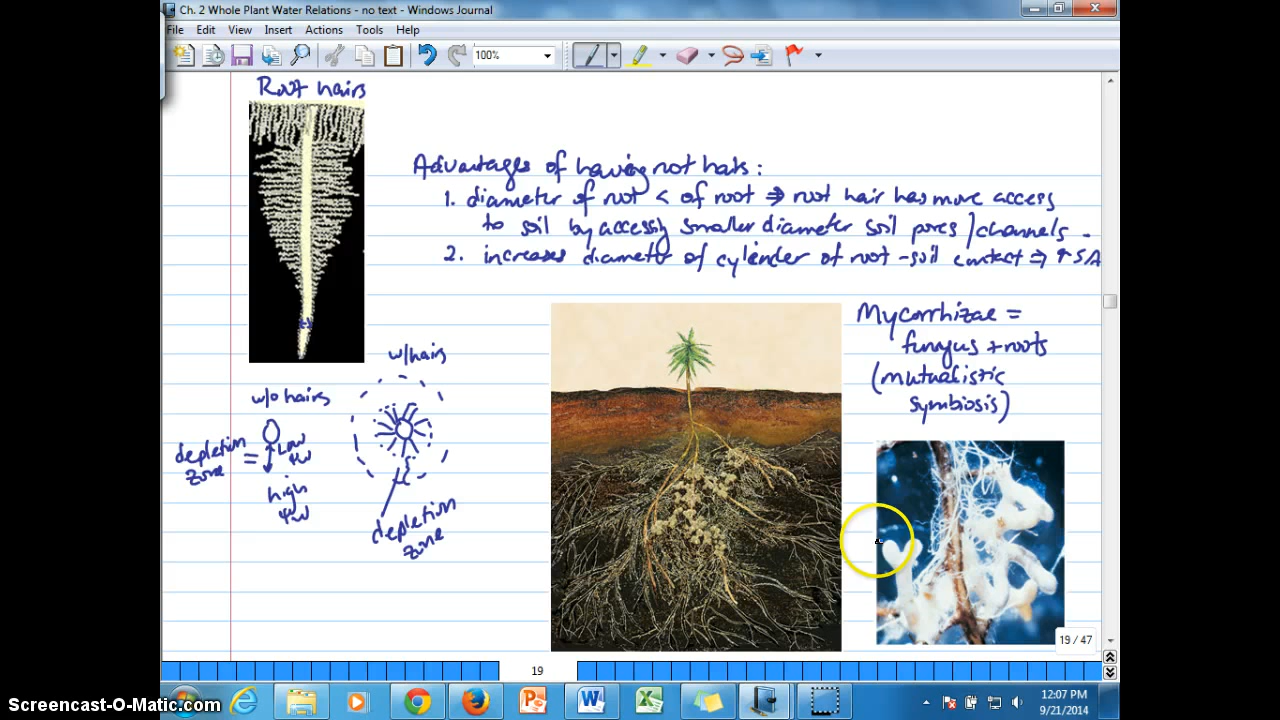 Ch. 2 Whole Plant Water Relations - no text - Windows Journal
File Edit View Insert Actions Tools Help
100%
Root hairs
Advantages of having root hairs:
1. diameter of root < of root ⇒ root hair has more access
to soil by accessing smaller diameter soil pores/channels.
2. increases diameter of cylinder of root-soil contact ⇒ ↑SA
Mycorrhizae =
fungus + roots
(mutualistic
symbiosis)
w/hairs
w/o hairs
depletion
zone
=
Low
Ψw
high
Ψw
depletion
zone
19 / 47
19
12:07 PM
9/21/2014
Screencast-O-Matic.com